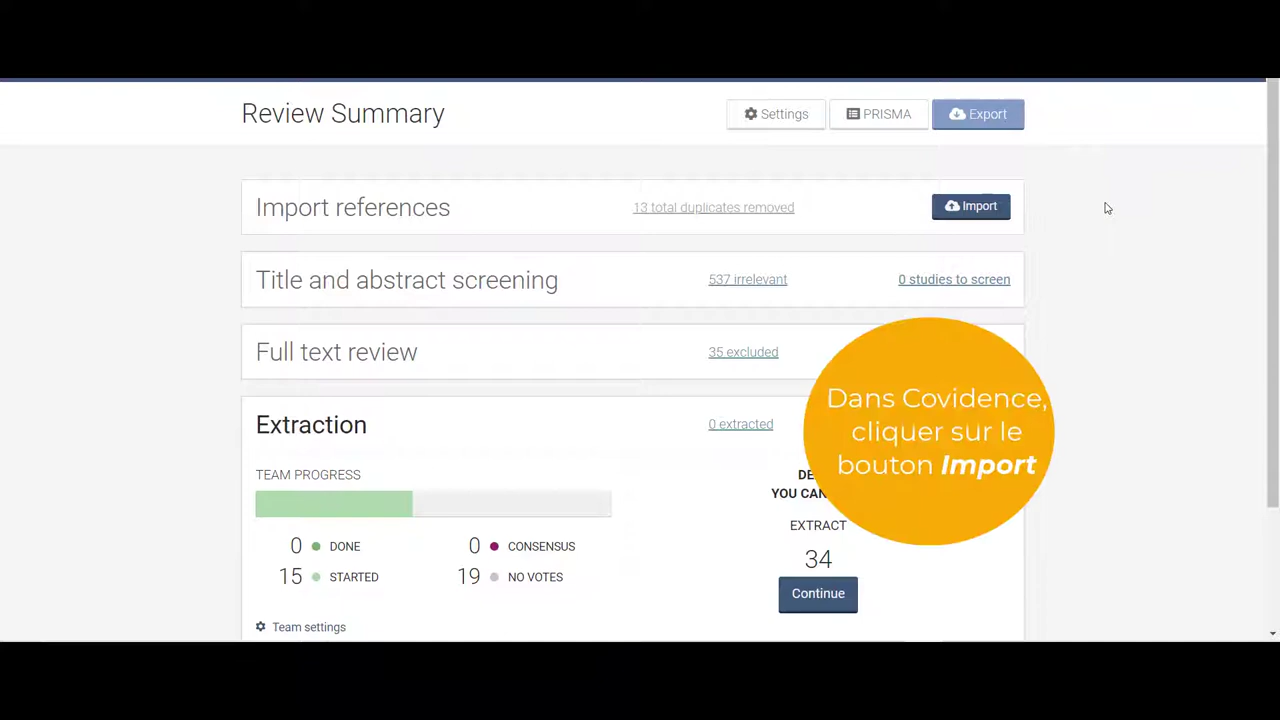 Review Summary
Settings
PRISMA
Export
Import references
13 total duplicates removed
Import
Title and abstract screening
537 irrelevant
0 studies to screen
Full text review
35 excluded
Extraction
0 extracted
Dans Covidence,
cliquer sur le
bouton Import
TEAM PROGRESS
YOU CAN
EXTRACT
34
Continue
0 DONE
0 CONSENSUS
15 STARTED
19 NO VOTES
Team settings